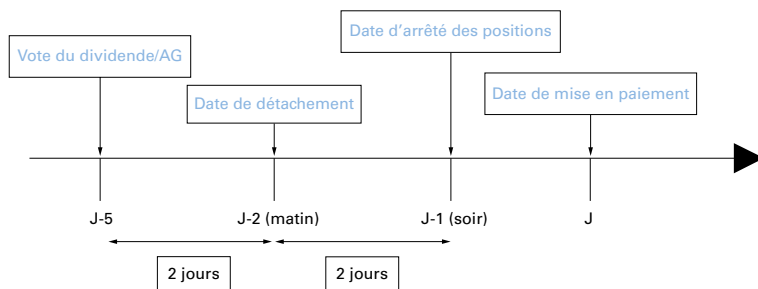 Date d'arrêté des positions
Vote du dividende/AG
Date de détachement
Date de mise en paiement
J-5
J-2 (matin)
J-1 (soir)
J
2 jours
2 jours